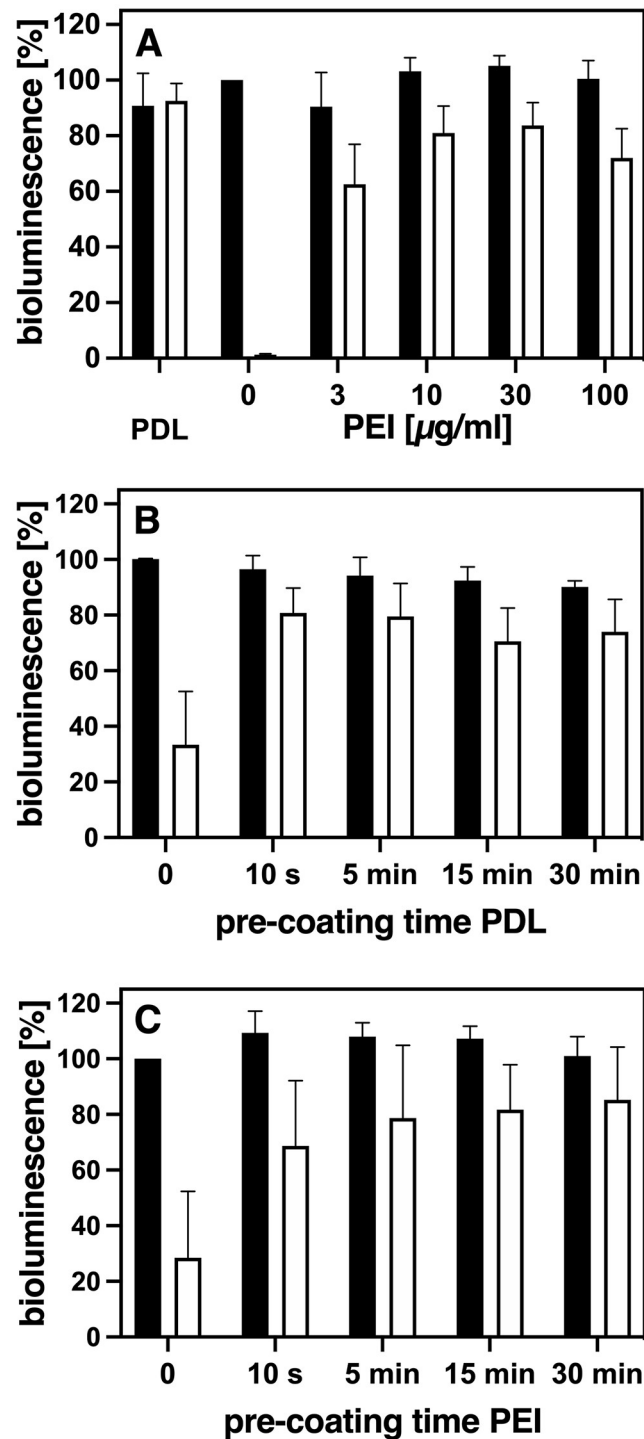 A
bioluminescence [%]
120
100
80
60
40
20
0
0 3 10 30 100
PDL PEI [µg/ml]
B
bioluminescence [%]
120
100
80
60
40
20
0
0 10 s 5 min 15 min 30 min
pre-coating time PDL
C
bioluminescence [%]
120
100
80
60
40
20
0
0 10 s 5 min 15 min 30 min
pre-coating time PEI